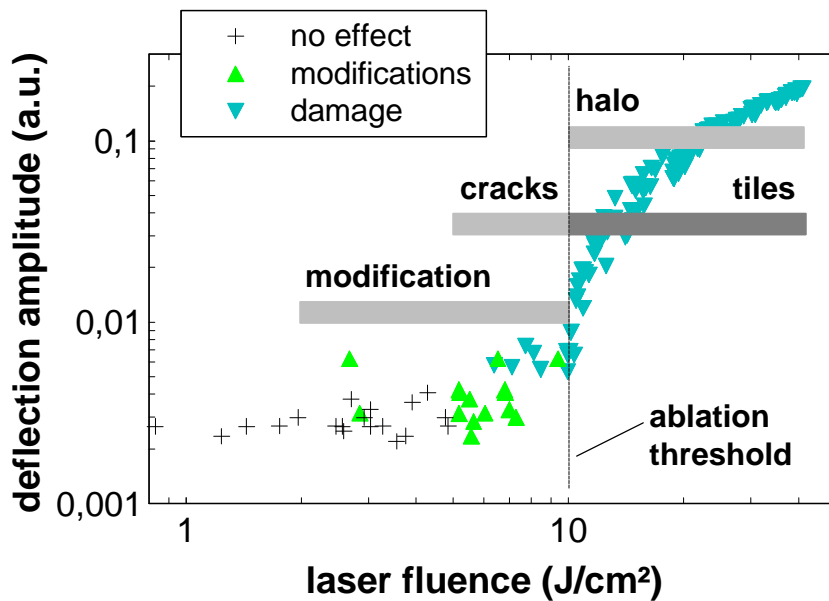 no effect
modifications
damage
halo
cracks
tiles
modification
ablation
threshold
deflection amplitude (a.u.)
0,1
0,01
0,001
1
10
laser fluence (J/cm²)